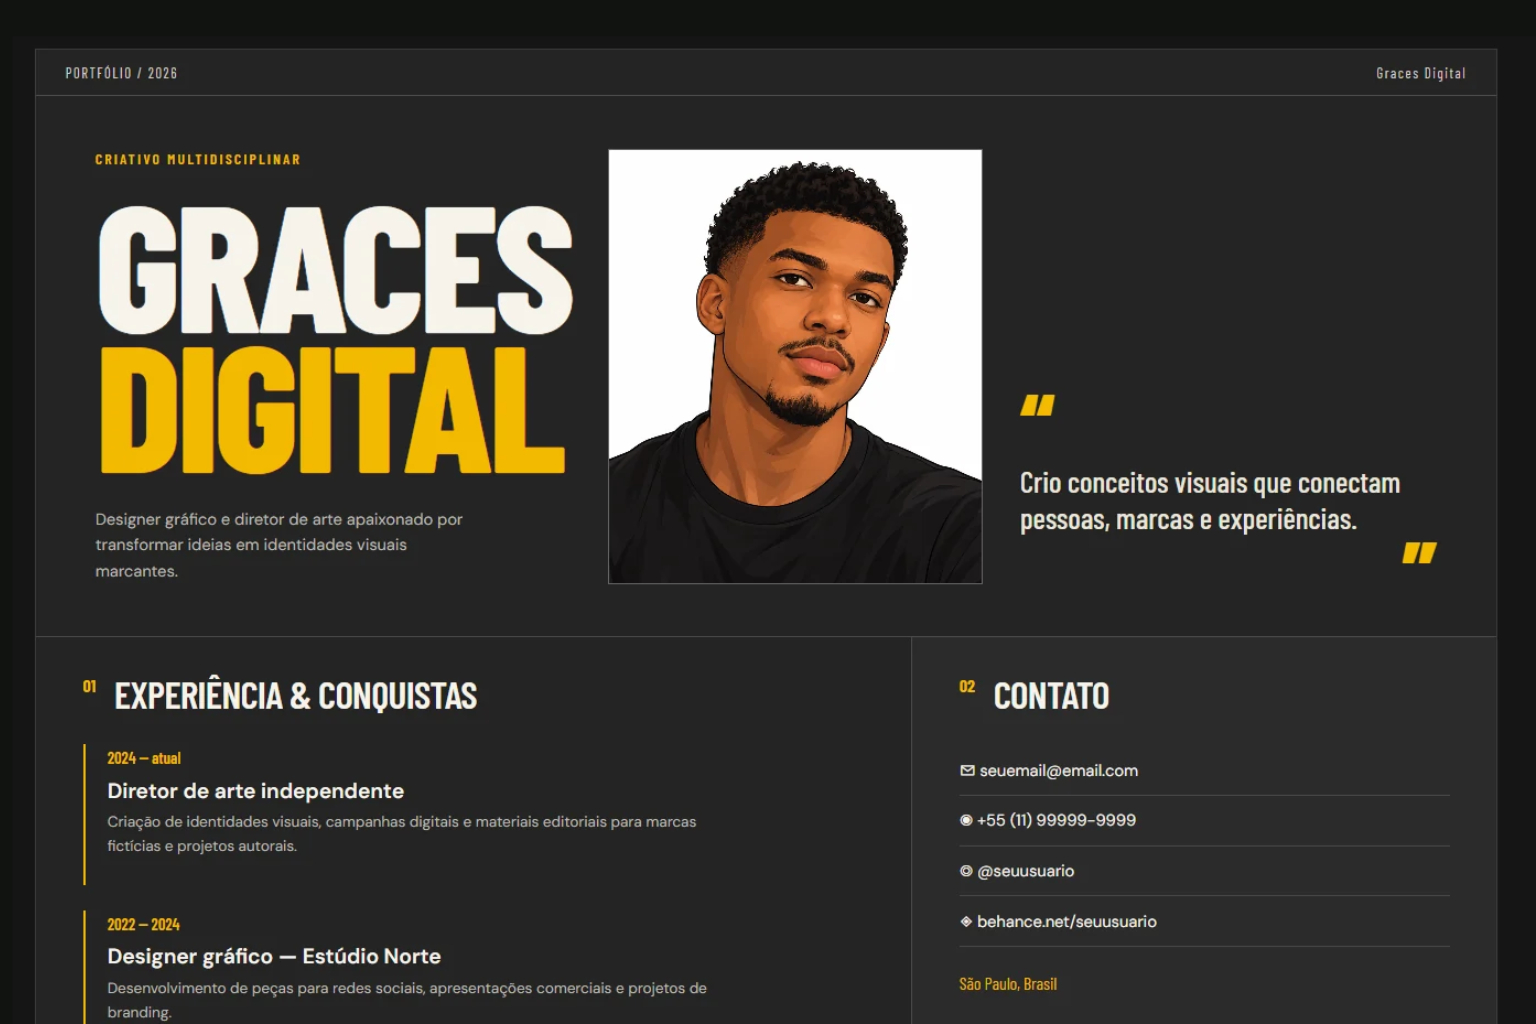 PORTFÓLIO / 2026
Graces Digital
CRIATIVO MULTIDISCIPLINAR
GRACES
DIGITAL
Designer gráfico e diretor de arte apaixonado por
transformar ideias em identidades visuais
marcantes.
"
Crio conceitos visuais que conectam
pessoas, marcas e experiências.
"
01 EXPERIÊNCIA & CONQUISTAS
2024 — atual
Diretor de arte independente
Criação de identidades visuais, campanhas digitais e materiais editoriais para marcas
fictícias e projetos autorais.
2022 — 2024
Designer gráfico — Estúdio Norte
Desenvolvimento de peças para redes sociais, apresentações comerciais e projetos de
branding.
02 CONTATO
seuemail@email.com
+55 (11) 99999-9999
@seuusuario
behance.net/seuusuario
São Paulo, Brasil